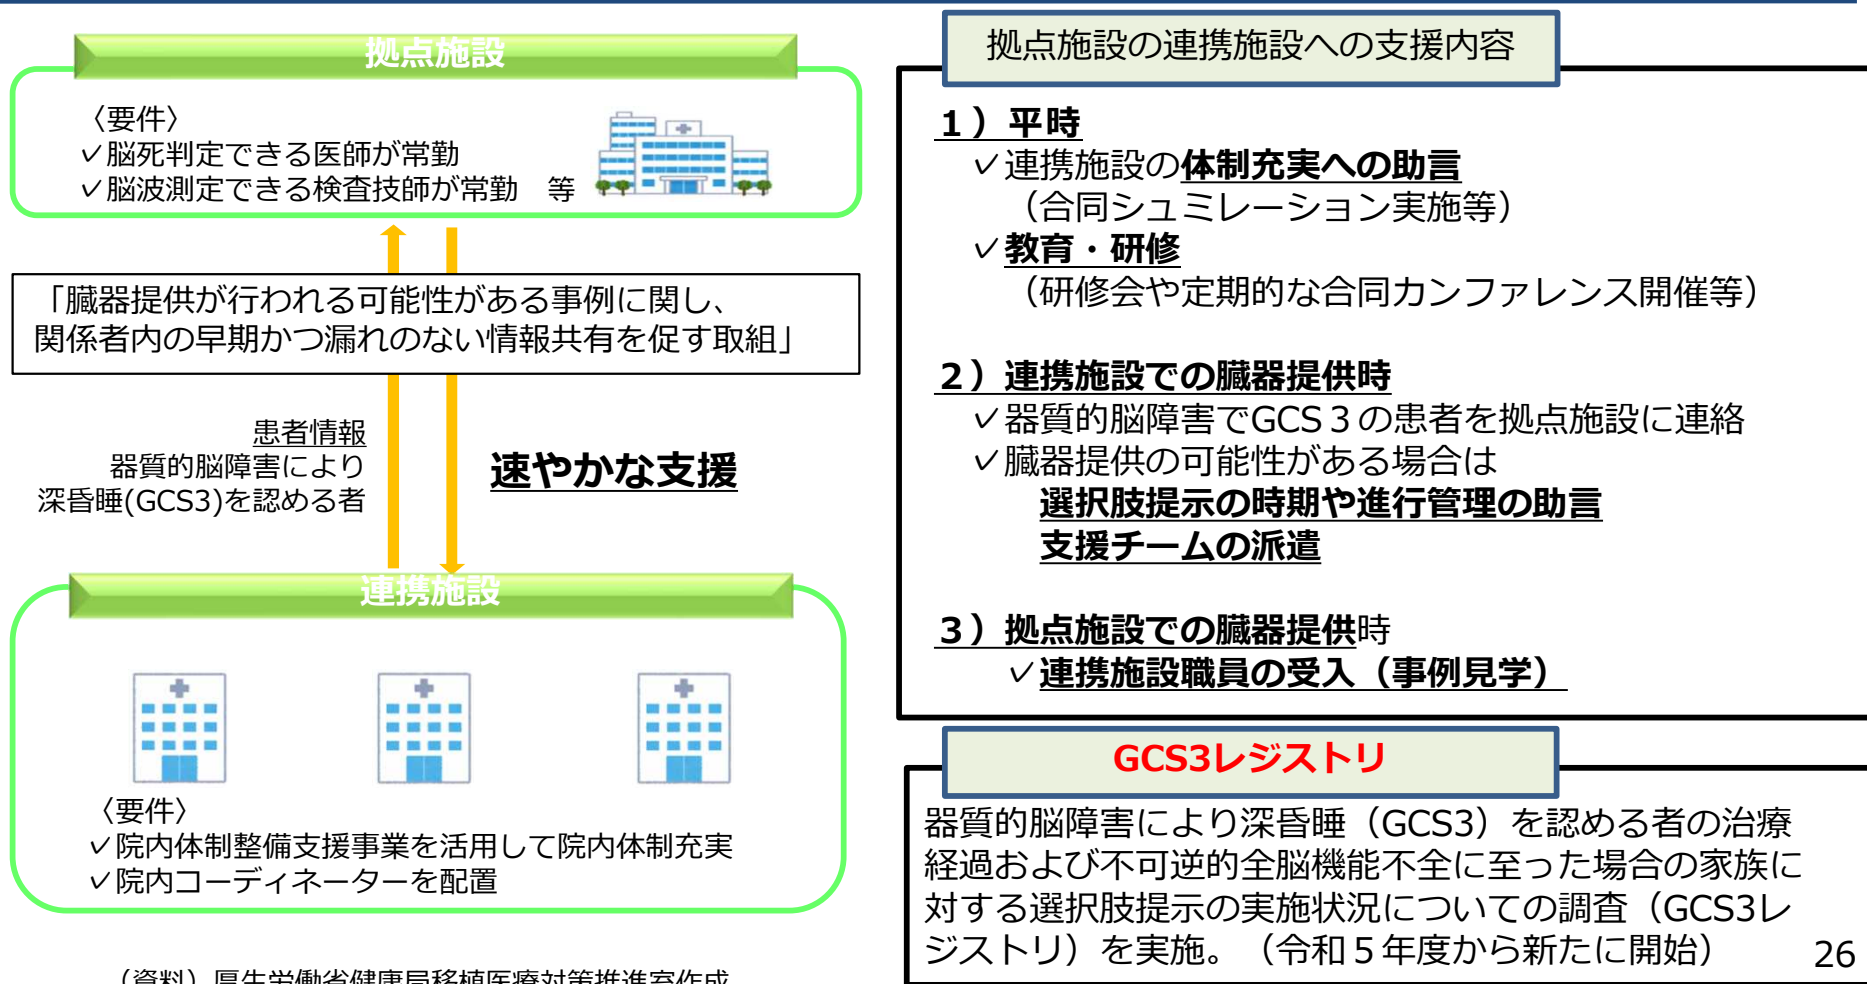 拠点施設
〈要件〉
✓脳死判定できる医師が常勤
✓脳波測定できる検査技師が常勤　等
「臓器提供が行われる可能性がある事例に関し、
関係者内の早期かつ漏れのない情報共有を促す取組」
患者情報
器質的脳障害により
深昏睡(GCS3)を認める者
速やかな支援
連携施設
〈要件〉
✓院内体制整備支援事業を活用して院内体制充実
✓院内コーディネーターを配置
（資料）厚生労働省健康局移植医療対策推進室作成
拠点施設の連携施設への支援内容
１）平時
✓連携施設の体制充実への助言
（合同シュミレーション実施等）
✓教育・研修
（研修会や定期的な合同カンファレンス開催等）
２）連携施設での臓器提供時
✓器質的脳障害でGCS３の患者を拠点施設に連絡
✓臓器提供の可能性がある場合は
選択肢提示の時期や進行管理の助言
支援チームの派遣
３）拠点施設での臓器提供時
✓連携施設職員の受入（事例見学）
GCS3レジストリ
器質的脳障害により深昏睡（GCS3）を認める者の治療
経過および不可逆的全脳機能不全に至った場合の家族に
対する選択肢提示の実施状況についての調査（GCS3レ
ジストリ）を実施。（令和５年度から新たに開始）
26